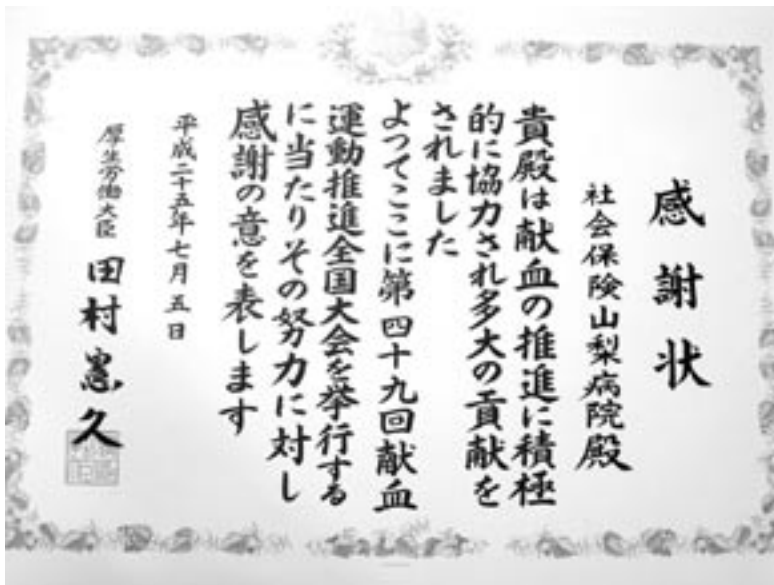 感謝状
社会保険山梨病院殿
貴殿は献血の推進に積極
的に協力され多大の貢献を
されました
よってここに第四十九回献血
運動推進全国大会を挙行する
に当たりその努力に対し
感謝の意を表します
平成二十五年七月五日
厚生労働大臣 田村憲久